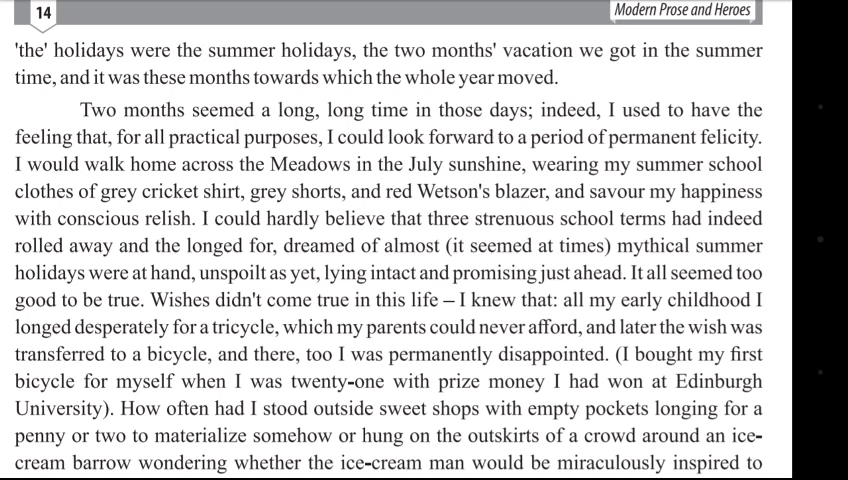 14
Modern Prose and Heroes
'the' holidays were the summer holidays, the two months' vacation we got in the summer
time, and it was these months towards which the whole year moved.
Two months seemed a long, long time in those days; indeed, I used to have the
feeling that, for all practical purposes, I could look forward to a period of permanent felicity.
I would walk home across the Meadows in the July sunshine, wearing my summer school
clothes of grey cricket shirt, grey shorts, and red Wetson's blazer, and savour my happiness
with conscious relish. I could hardly believe that three strenuous school terms had indeed
rolled away and the longed for, dreamed of almost (it seemed at times) mythical summer
holidays were at hand, unspoilt as yet, lying intact and promising just ahead. It all seemed too
good to be true. Wishes didn't come true in this life – I knew that: all my early childhood I
longed desperately for a tricycle, which my parents could never afford, and later the wish was
transferred to a bicycle, and there, too I was permanently disappointed. (I bought my first
bicycle for myself when I was twenty-one with prize money I had won at Edinburgh
University). How often had I stood outside sweet shops with empty pockets longing for a
penny or two to materialize somehow or hung on the outskirts of a crowd around an ice-
cream barrow wondering whether the ice-cream man would be miraculously inspired to